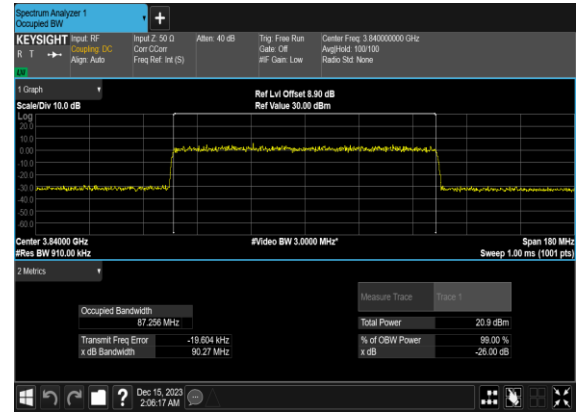 Spectrum Analyzer 1
Occupied BW
KEYSIGHT Input: RF Input Z: 50 Ω Atten: 40 dB Trig: Free Run Center Freq: 3.840000000 GHz
R T Coupling: DC Corr CCorr Gate: Off Avg|Hold: 100/100
Align: Auto Freq Ref: Int (S) #IF Gain: Low Radio Std: None
1 Graph
Ref Lvl Offset 8.90 dB
Scale/Div 10.0 dB Ref Value 30.00 dBm
Log
20.0
10.0
0.00
-10.0
-20.0
-30.0
-40.0
-50.0
-60.0
Center 3.84000 GHz #Video BW 3.0000 MHz* Span 180 MHz
#Res BW 910.00 kHz Sweep 1.00 ms (1001 pts)
2 Metrics
Measure Trace Trace 1
Occupied Bandwidth
87.256 MHz
Total Power 20.9 dBm
Transmit Freq Error -19.604 kHz % of OBW Power 99.00 %
x dB Bandwidth 90.27 MHz x dB -26.00 dB
? Dec 15, 2023
2:06:17 AM